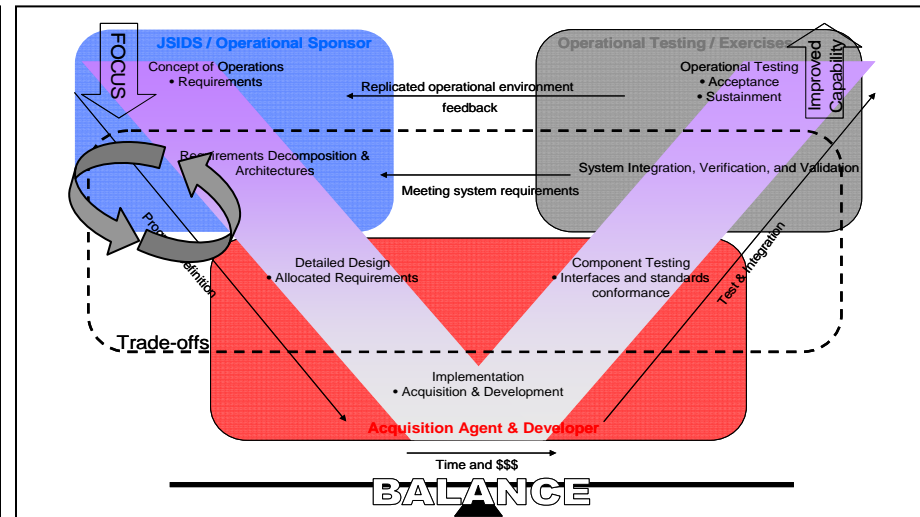 FOCUS
JSIDS / Operational Sponsor
Concept of Operations
• Requirements
Operational Testing / Exercises
Operational Testing
• Acceptance
• Sustainment
Improved
Capability
Replicated operational environment
feedback
Requirements Decomposition &
Architectures
System Integration, Verification, and Validation
Meeting system requirements
Detailed Design
• Allocated Requirements
Component Testing
• Interfaces and standards
conformance
Test & Integration
Trade-offs
Implementation
• Acquisition & Development
Acquisition Agent & Developer
Time and $$$
BALANCE